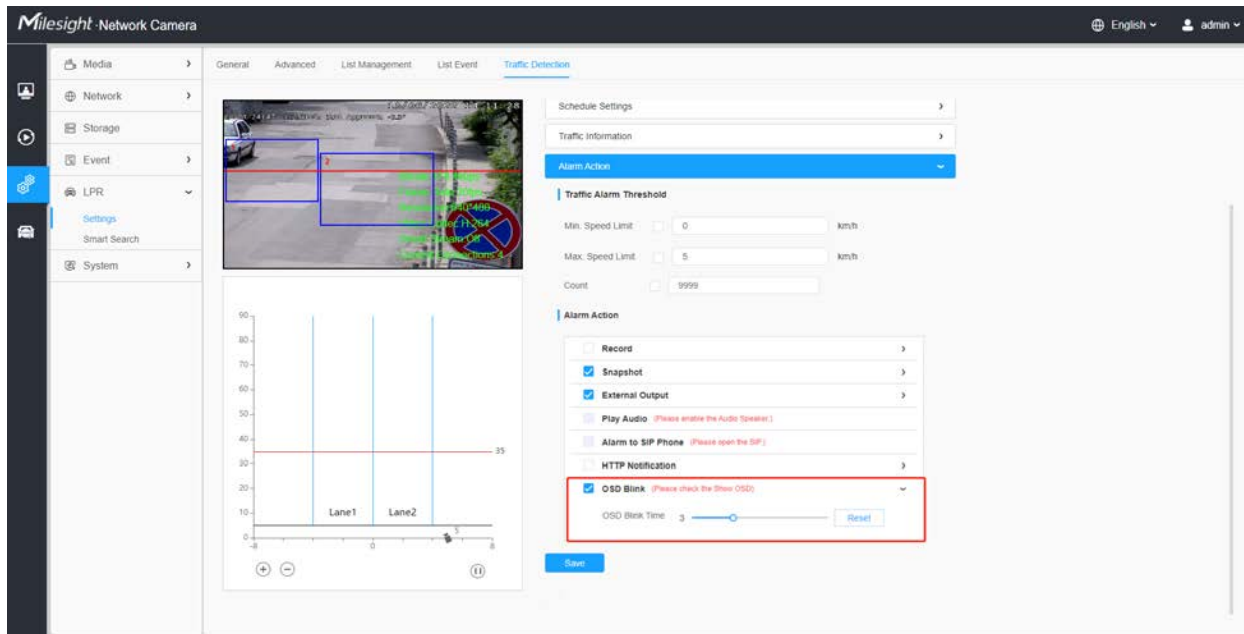 Milesight · Network Camera
English
admin
Media
Network
Storage
Event
LPR
Settings
Smart Search
System
General Advanced List Management List Event Traffic Detection
2
Schedule Settings
Traffic Information
Alarm Action
Traffic Alarm Threshold
Min. Speed Limit 0 km/h
Max. Speed Limit 5 km/h
Count 9999
Alarm Action
Record
Snapshot
External Output
Play Audio (Please enable the Audio Speaker.)
Alarm to SIP Phone (Please open the SIP.)
HTTP Notification
OSD Blink (Please check the Show OSD)
OSD Blink Time 3 Reset
Save
90
80
70
60
50
40
35
30
20
10
Lane1 Lane2
5
0
-8 0 8